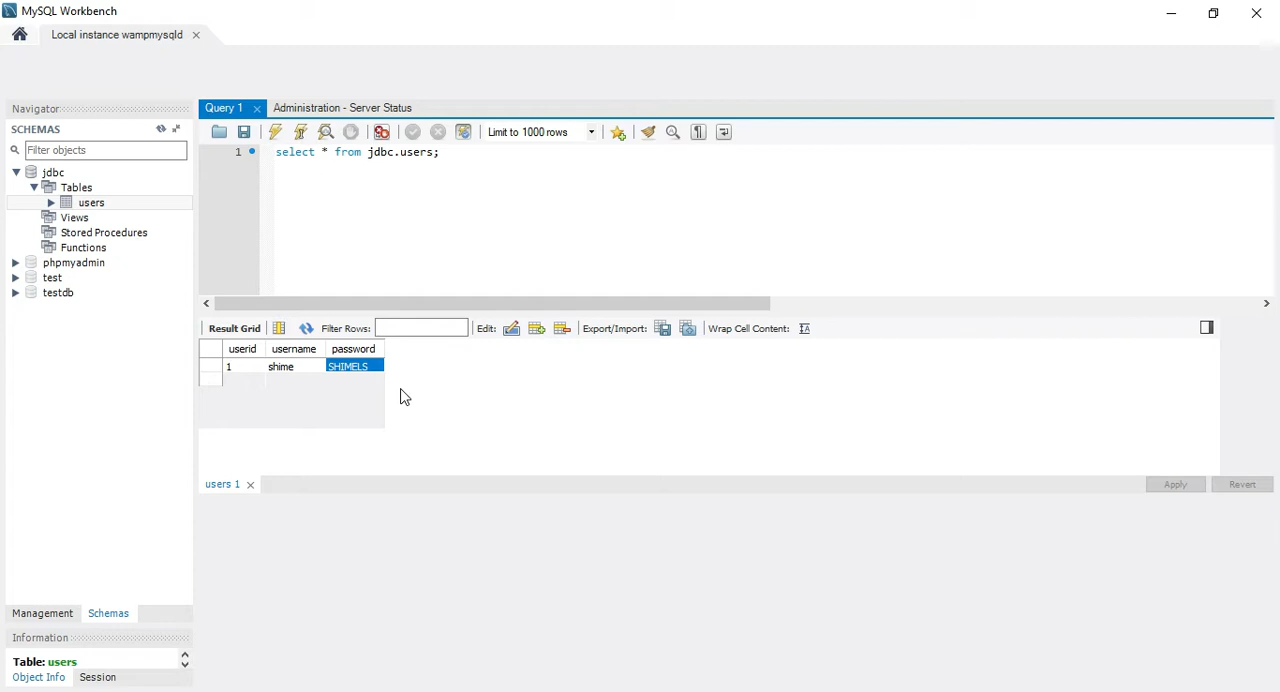 MySQL Workbench
Local instance wampmysqld
Navigator
Query 1
Administration - Server Status
SCHEMAS
Limit to 1000 rows
Filter objects
1 select * from jdbc.users;
jdbc
Tables
users
Views
Stored Procedures
Functions
phpmyadmin
test
testdb
Result Grid Filter Rows: Edit: Export/Import: Wrap Cell Content:
userid username password
1 shime SHIMELS
users 1
Apply Revert
Management Schemas
Information
Table: users
Object Info Session